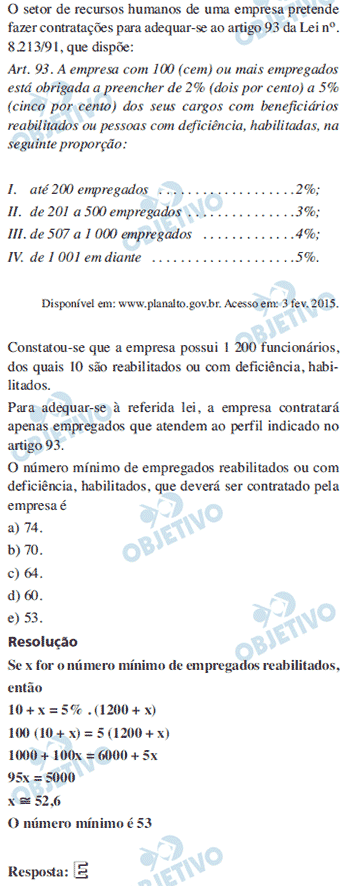 O setor de recursos humanos de uma empresa pretende
fazer contratações para adequar-se ao artigo 93 da Lei nº.
8.213/91, que dispõe:
Art. 93. A empresa com 100 (cem) ou mais empregados
está obrigada a preencher de 2% (dois por cento) a 5%
(cinco por cento) dos seus cargos com beneficiários
reabilitados ou pessoas com deficiência, habilitadas, na
seguinte proporção:
I. até 200 empregados . . . . . . . . . . . . . . . . . . .2%;
II. de 201 a 500 empregados . . . . . . . . . . . . . . .3%;
III. de 507 a 1 000 empregados . . . . . . . . . . . . .4%;
IV. de 1 001 em diante . . . . . . . . . . . . . . . . . . . .5%.
Disponível em: www.planalto.gov.br. Acesso em: 3 fev. 2015.
Constatou-se que a empresa possui 1 200 funcionários,
dos quais 10 são reabilitados ou com deficiência, habi-
litados.
Para adequar-se à referida lei, a empresa contratará
apenas empregados que atendem ao perfil indicado no
artigo 93.
O número mínimo de empregados reabilitados ou com
deficiência, habilitados, que deverá ser contratado pela
empresa é
a) 74.
b) 70.
c) 64.
d) 60.
e) 53.
Resolução
Se x for o número mínimo de empregados reabilitados,
então
10 + x = 5% . (1200 + x)
100 (10 + x) = 5 (1200 + x)
1000 + 100x = 6000 + 5x
95x = 5000
x ≅ 52,6
O número mínimo é 53
Resposta: E
OBJETIVO
OBJETIVO
OBJETIVO
OBJETIVO
OBJETIVO
OBJETIVO
OBJETIVO
OBJETIVO